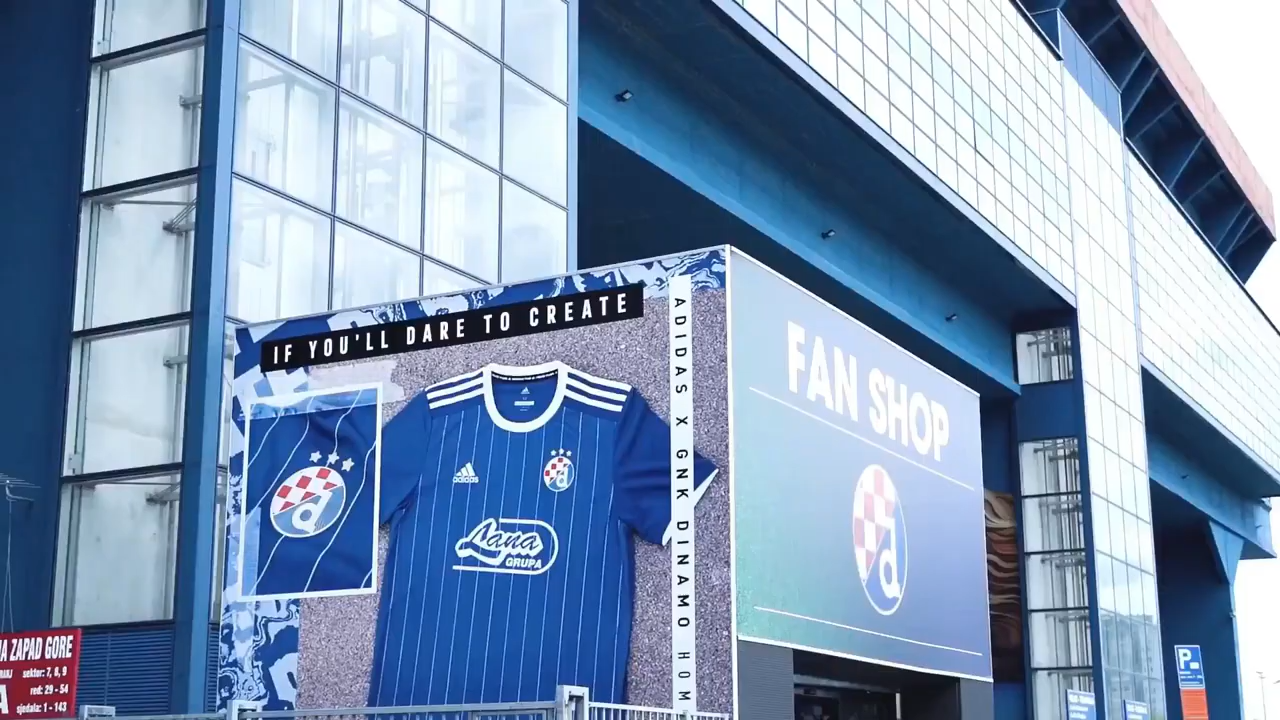 IF YOU'LL DARE TO CREATE
ADIDAS X GNK DINAMO HOM
adidas
Lana
GRUPA
FAN SHOP
d
d
d
ZAPAD GORE
sektor: 7, 8, 9
red: 29 - 54
sjedala: 1 - 143
A
P